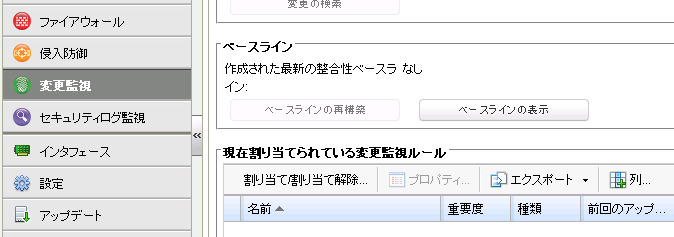 変更の検索
ファイアウォール
侵入防御
変更監視
セキュリティログ監視
インタフェース
設定
アップデート
ベースライン
作成された最新の整合性ベースラ なし
イン:
ベースラインの再構築 ベースラインの表示
現在割り当てられている変更監視ルール
割り当て/割り当て解除... プロパティ... エクスポート 列...
名前 重要度 種類 前回のアップ...